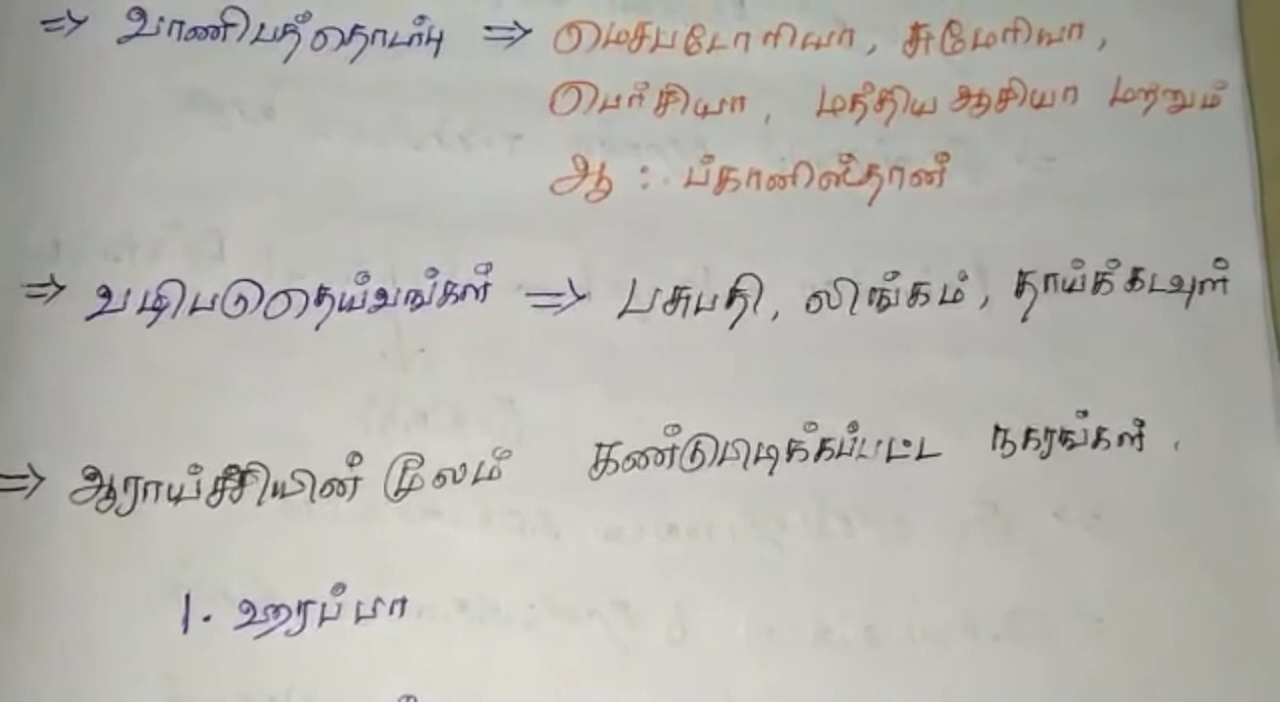 => வாணிபத்தொடர்பு => மெசபடோரியா, சுமேரியா,
பெர்சியா, மத்திய ஆசியா மற்றும்
ஆ ஃ ப்கானிஸ்தான்
=> வழிபடுதெய்வங்கள் => பசுபதி, லிங்கம், தாய்க்கடவுள்
=> ஆராய்ச்சியின் மூலம் கண்டுபிடிக்கப்பட்ட நகரங்கள்.
1. ஹரப்பா